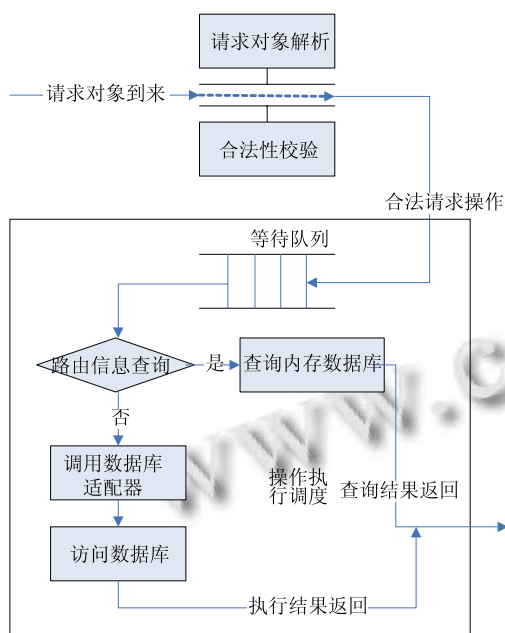 请求对象解析
请求对象到来
合法性校验
合法请求操作
等待队列
路由信息查询
是
查询内存数据库
否
调用数据库
适配器
操作执
行调度
查询结果返回
访问数据库
执行结果返回
www.c